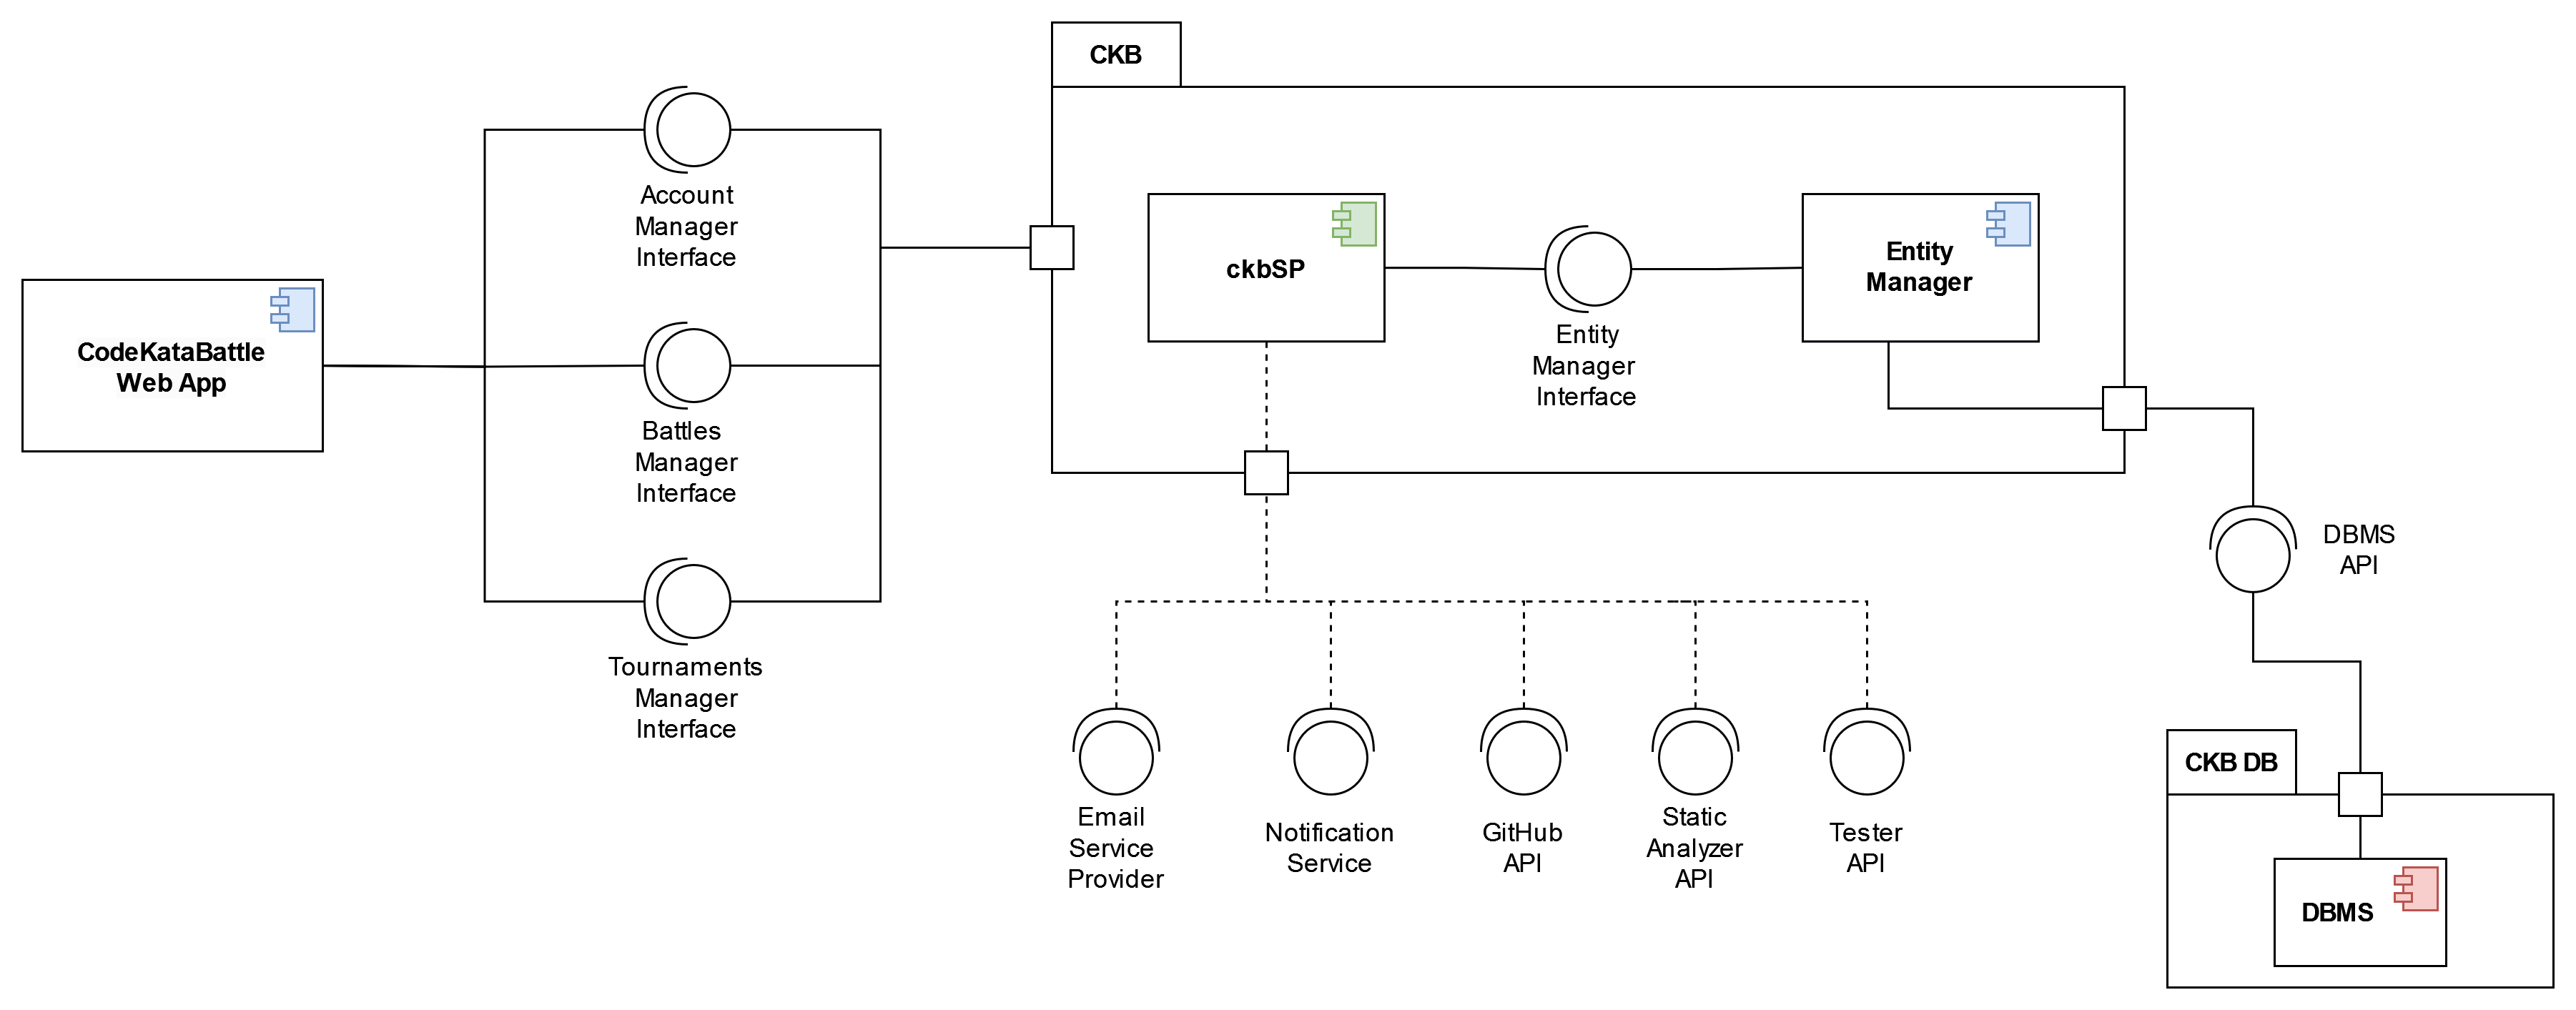 CKB
Account
Manager
Interface
CodeKataBattle
Web App
Battles
Manager
Interface
Tournaments
Manager
Interface
ckbSP
Entity
Manager
Interface
Entity
Manager
DBMS
API
Email
Service
Provider
Notification
Service
GitHub
API
Static
Analyzer
API
Tester
API
CKB DB
DBMS